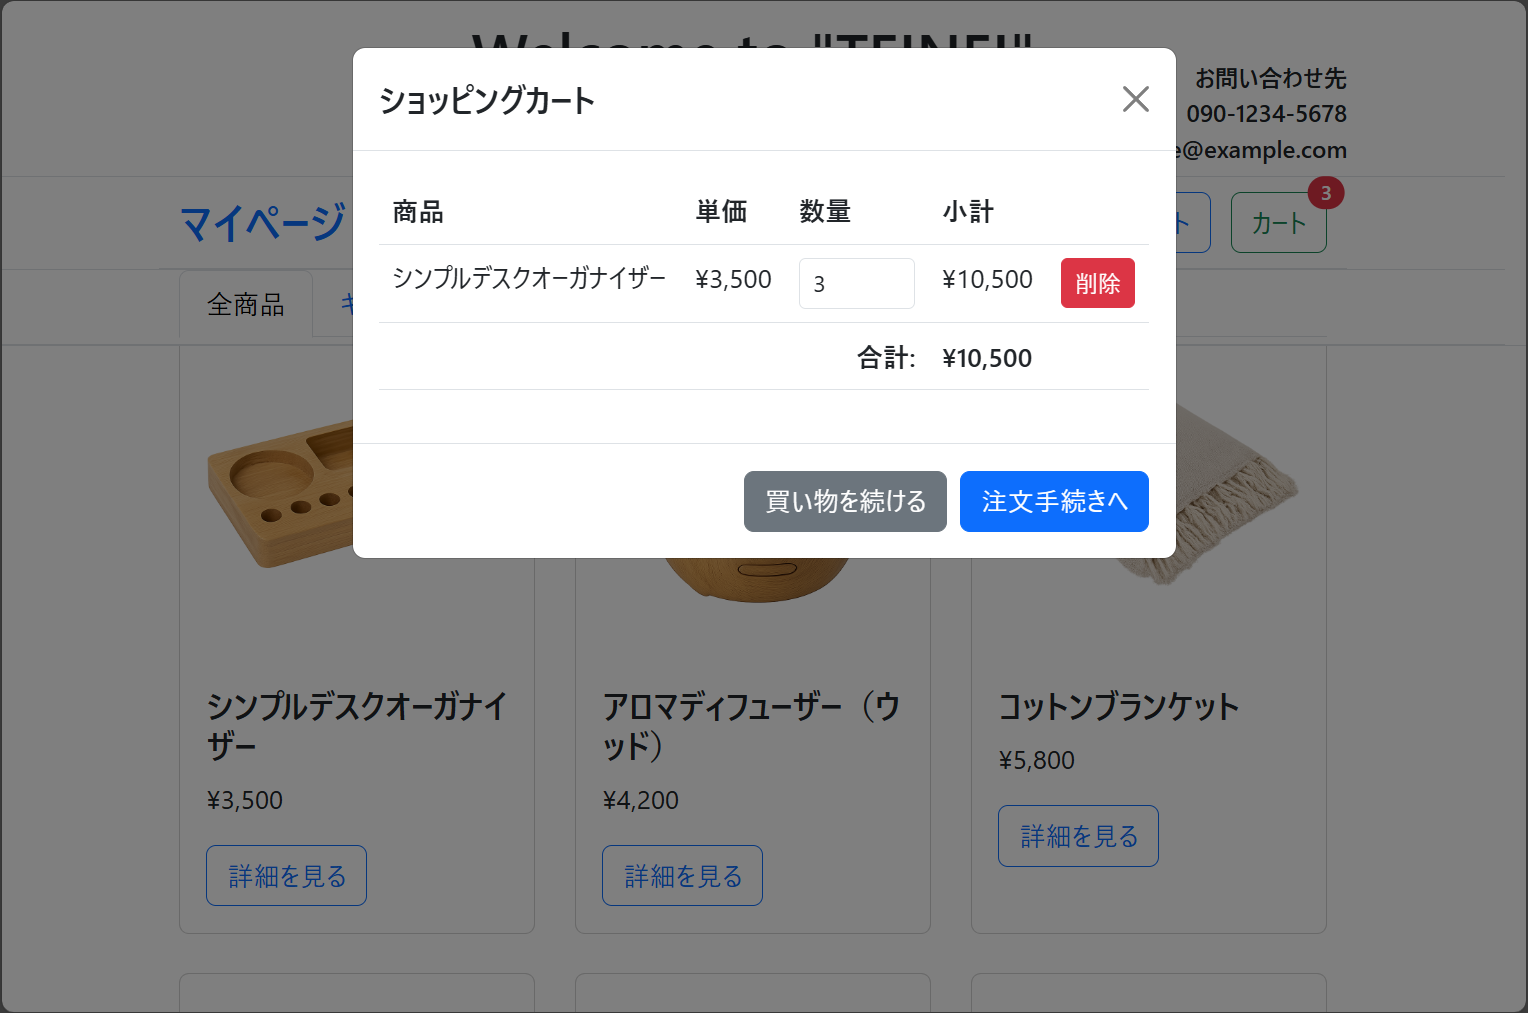 Welcome to "TEINEI"
お問い合わせ先
090-1234-5678
e@example.com
ショッピングカート
マイページ
ト
カート
3
商品 単価 数量 小計
シンプルデスクオーガナイザー ¥3,500 3 ¥10,500 削除
合計: ¥10,500
全商品
キ
買い物を続ける 注文手続きへ
シンプルデスクオーガナイ
ザー
¥3,500
詳細を見る
アロマディフューザー（ウ
ッド）
¥4,200
詳細を見る
コットンブランケット
¥5,800
詳細を見る